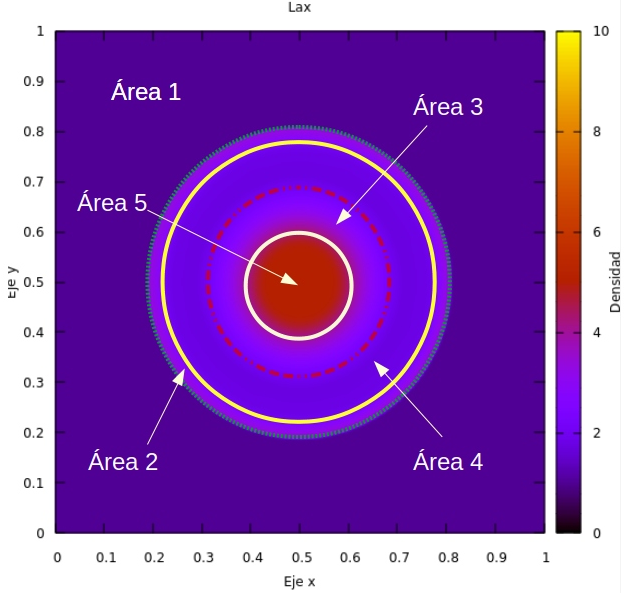 Lax
1
0.9
0.8
0.7
0.6
0.5
0.4
0.3
0.2
0.1
0
Eje y
Área 1
Área 3
Área 5
Área 2
Área 4
0 0.1 0.2 0.3 0.4 0.5 0.6 0.7 0.8 0.9 1
Eje x
10
8
6
4
2
0
Densidad